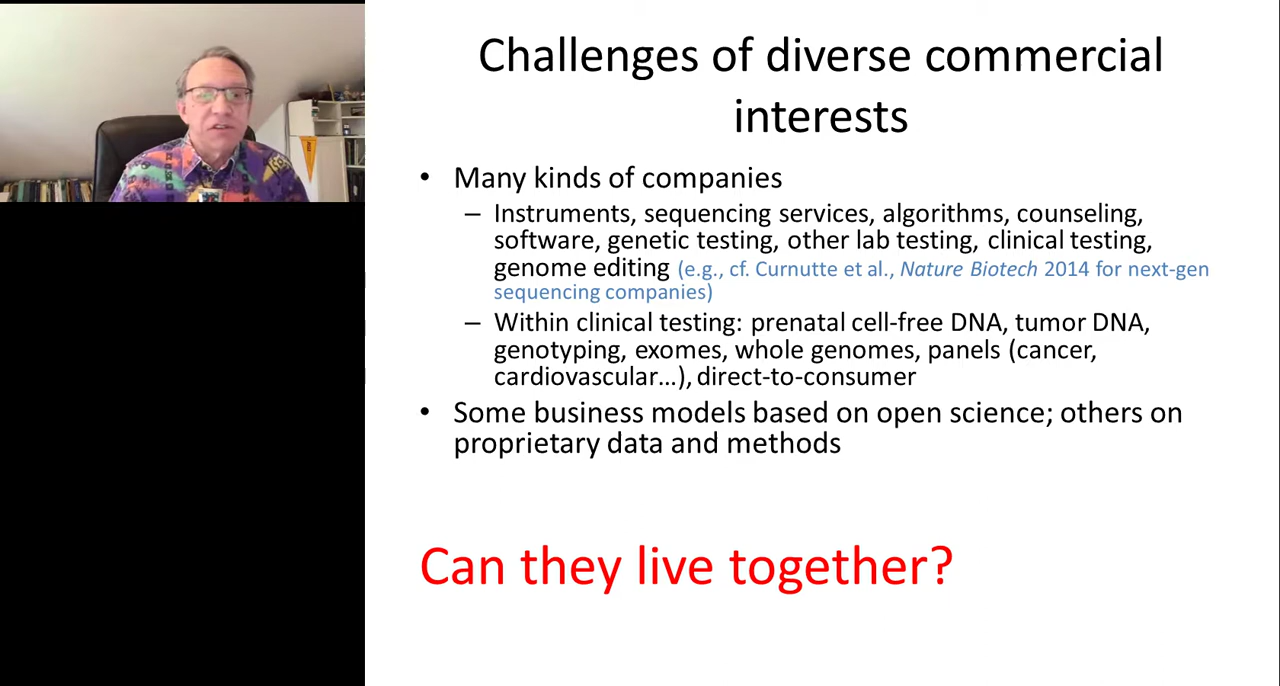 Challenges of diverse commercial
interests
• Many kinds of companies
– Instruments, sequencing services, algorithms, counseling,
software, genetic testing, other lab testing, clinical testing,
genome editing (e.g., cf. Curnutte et al., Nature Biotech 2014 for next-gen
sequencing companies)
– Within clinical testing: prenatal cell-free DNA, tumor DNA,
genotyping, exomes, whole genomes, panels (cancer,
cardiovascular…), direct-to-consumer
• Some business models based on open science; others on
proprietary data and methods
Can they live together?